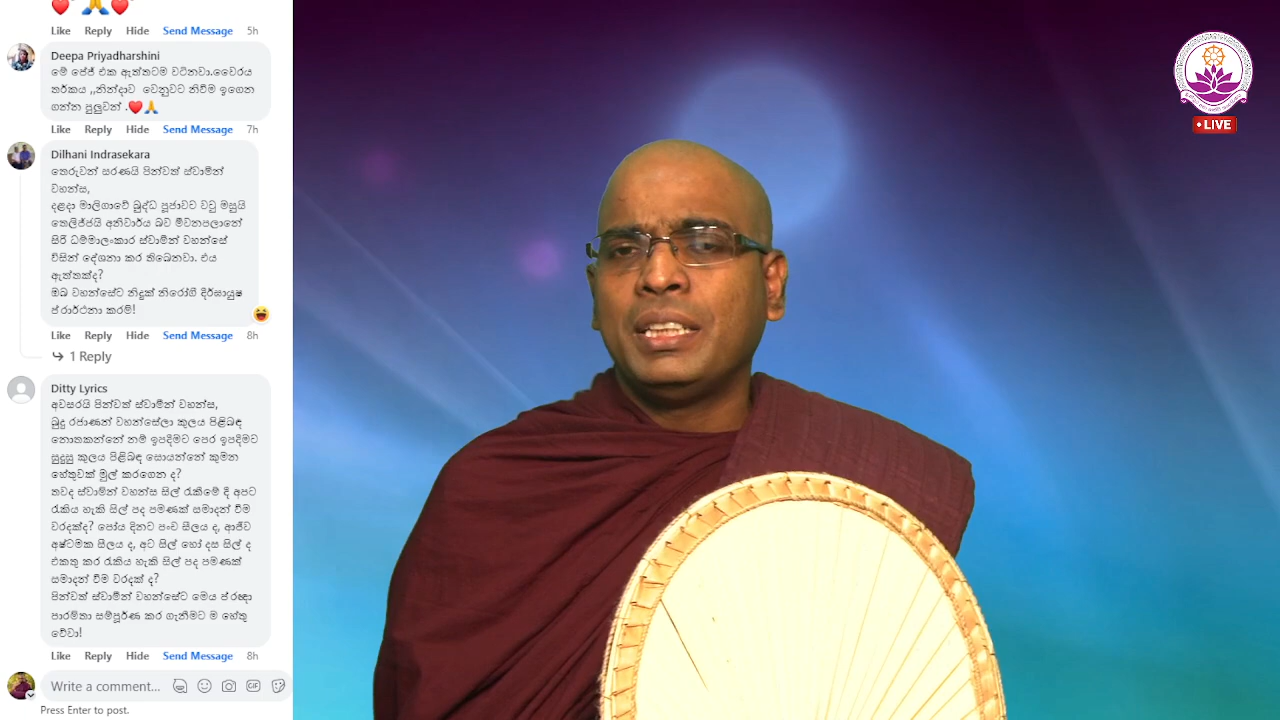 Like Reply Hide Send Message 5h
Deepa Priyadharshini
මේ පේජ් එක ඇත්තටම වටිනවා.වෛරය
තර්කය ,,නින්දාව වෙනුවට නිවීම ඉගෙන
ගන්න පුලුවන් .❤️🙏
Like Reply Hide Send Message 7h
Dilhani Indrasekara
තෙරුවන් සරණයි පින්වත් ස්වාමීන්
වහන්ස,
දළදා මාලිගාවේ බුද්ධ පූජාවට වටු මසුයි
තෙලිජ්ජයි අනිවාර්ය බව මීවනපලානේ
සිරි ධම්මාලංකාර ස්වාමීන් වහන්සේ
විසින් දේශනා කර තිබෙනවා. එය
ඇත්තක්ද?
ඔබ වහන්සේට නිදුක් නිරෝගී දීර්ඝායුෂ
ප්‍රාර්ථනා කරමි!
Like Reply Hide Send Message 8h
1 Reply
Ditty Lyrics
අවසරයි පින්වත් ස්වාමීන් වහන්ස,
බුදු රජාණන් වහන්සේලා කුලය පිළිබඳ
නොතකන්නේ නම් ඉපදීමට පෙර ඉපදීමට
සුදුසු කුලය පිළිබඳ සොයන්නේ කුමන
හේතුවක් මුල් කරගෙන ද?
තවද ස්වාමීන් වහන්ස සිල් රැකීමේ දී අපට
රැකිය හැකි සිල් පද පමණක් සමාදන් වීම
වරදක්ද? පෝය දිනට පංච සීලය ද, ආජීව
අෂ්ටමක සීලය ද, අට සිල් හෝ දස සිල් ද
එකතු කර රැකිය හැකි සිල් පද පමණක්
සමාදන් වීම වරදක් ද?
පින්වත් ස්වාමීන් වහන්සේට මෙය ප්‍රඥා
පාරමිතා සම්පූර්ණ කර ගැනීමට ම හේතු
වේවා!
Like Reply Hide Send Message 8h
Write a comment...
GIF
Press Enter to post.
LIVE